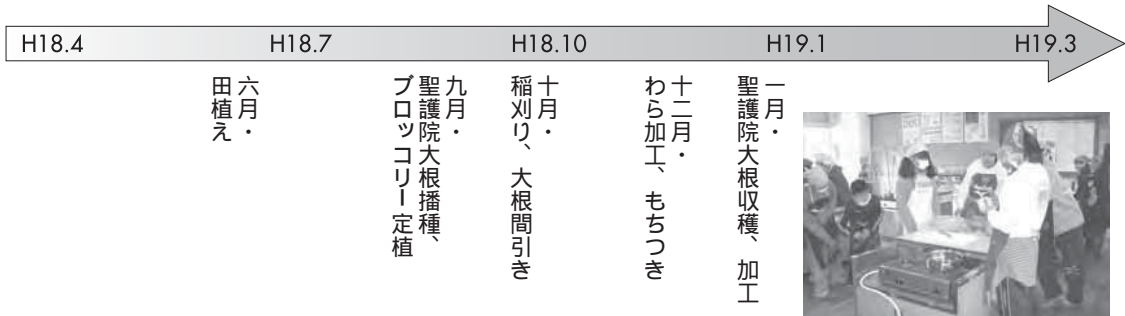 H18.4
H18.7
H18.10
H19.1
H19.3
六月・
田植え
九月・
聖護院大根播種、
ブロッコリー定植
十月・
稲刈り、大根間引き
十二月・
わら加工、もちつき
一月・
聖護院大根収穫、加工